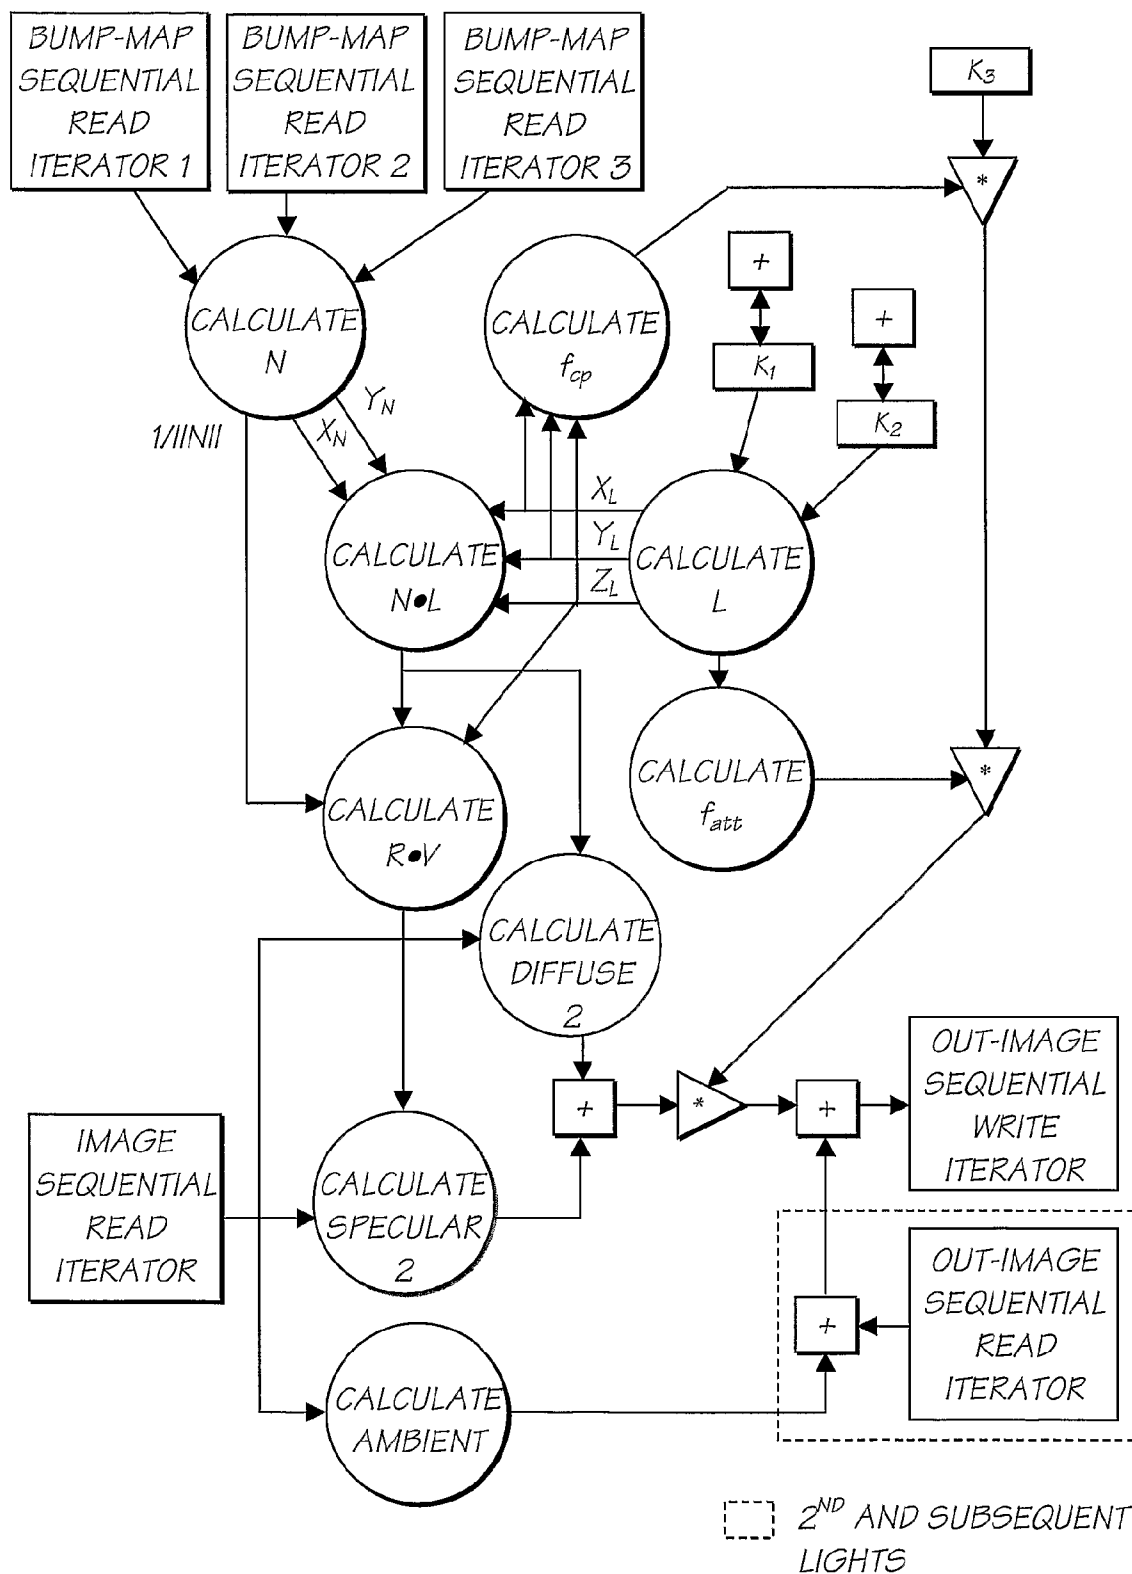 BUMP-MAP
SEQUENTIAL
READ
ITERATOR 1
BUMP-MAP
SEQUENTIAL
READ
ITERATOR 2
BUMP-MAP
SEQUENTIAL
READ
ITERATOR 3
K3
*
CALCULATE
N
CALCULATE
fcp
+
K1
+
K2
1/||N||
XN
YN
CALCULATE
N•L
XL
YL
ZL
CALCULATE
L
CALCULATE
R•V
CALCULATE
fatt
*
CALCULATE
DIFFUSE
2
+
*
+
OUT-IMAGE
SEQUENTIAL
WRITE
ITERATOR
IMAGE
SEQUENTIAL
READ
ITERATOR
CALCULATE
SPECULAR
2
+
OUT-IMAGE
SEQUENTIAL
READ
ITERATOR
CALCULATE
AMBIENT
2ND AND SUBSEQUENT
LIGHTS